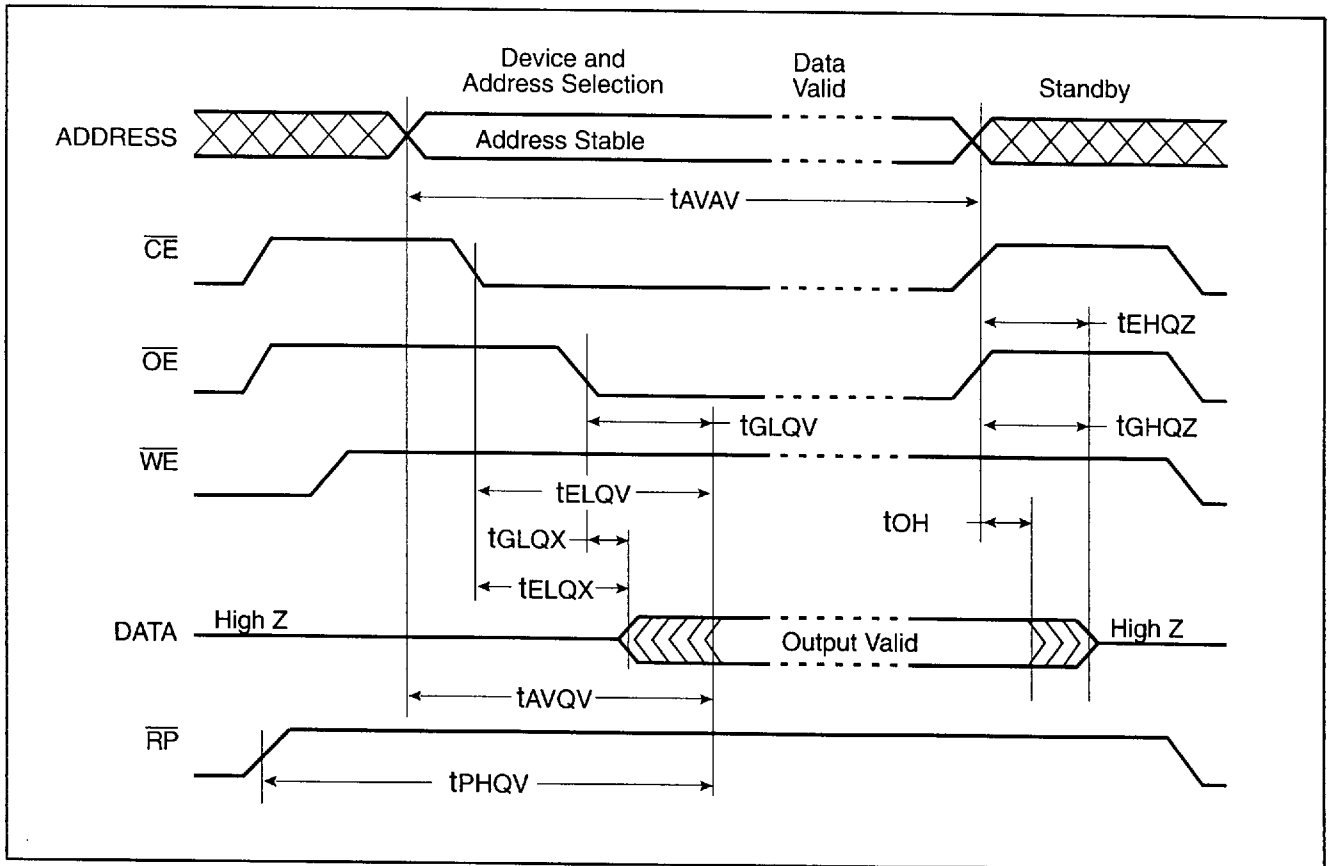 Device and
Address Selection
Data
Valid
Standby
ADDRESS
Address Stable
tAVAV
CE
tEHQZ
OE
tGLQV
tGHQZ
WE
tELQV
tOH
tGLQX
tELQX
DATA
High Z
Output Valid
High Z
tAVQV
RP
tPHQV